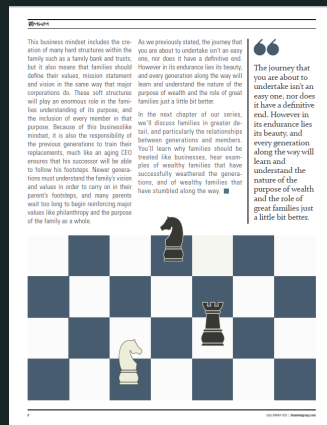 This business mindset includes the cre-
ation of many hard structures within the
family such as a family bank and trusts,
but it also means that families should
define their values, mission statement
and vision in the same way that major
corporations do. These soft structures
will play an enormous role in the fami-
lies understanding of its purpose, and
the inclusion of every member in that
purpose. Because of this businesslike
mindset, it is also the responsibility of
the previous generations to train their
replacements, much like an aging CEO
ensures that his successor will be able
to follow his footsteps. Newer genera-
tions must understand the family's vision
and values in order to carry on in their
parent's footsteps, and many parents
wait too long to begin reinforcing major
values like philanthropy and the purpose
of the family as a whole.
As we previously stated, the journey that
you are about to undertake isn't an easy
one, nor does it have a definitive end.
However in its endurance lies its beauty,
and every generation along the way will
learn and understand the nature of the
purpose of wealth and the role of great
families just a little bit better.
In the next chapter of our series,
we'll discuss families in greater de-
tail, and particularly the relationships
between generations and members.
You'll learn why families should be
treated like businesses, hear exam-
ples of wealthy families that have
successfully weathered the genera-
tions, and of wealthy families that
have stumbled along the way.
The journey that
you are about to
undertake isn't an
easy one, nor does
it have a definitive
end. However in
its endurance lies
its beauty, and
every generation
along the way will
learn and
understand the
nature of the
purpose of wealth
and the role of
great families just
a little bit better.